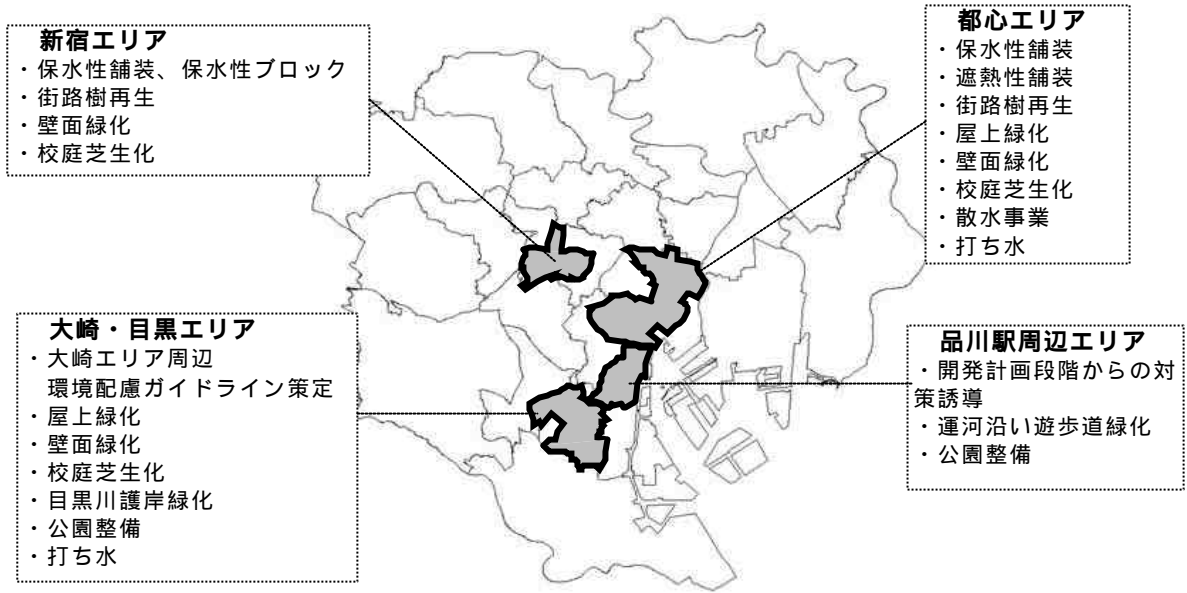 新宿エリア
・保水性舗装、保水性ブロック
・街路樹再生
・壁面緑化
・校庭芝生化
都心エリア
・保水性舗装
・遮熱性舗装
・街路樹再生
・屋上緑化
・壁面緑化
・校庭芝生化
・散水事業
・打ち水
大崎・目黒エリア
・大崎エリア周辺
環境配慮ガイドライン策定
・屋上緑化
・壁面緑化
・校庭芝生化
・目黒川護岸緑化
・公園整備
・打ち水
品川駅周辺エリア
・開発計画段階からの対
策誘導
・運河沿い遊歩道緑化
・公園整備